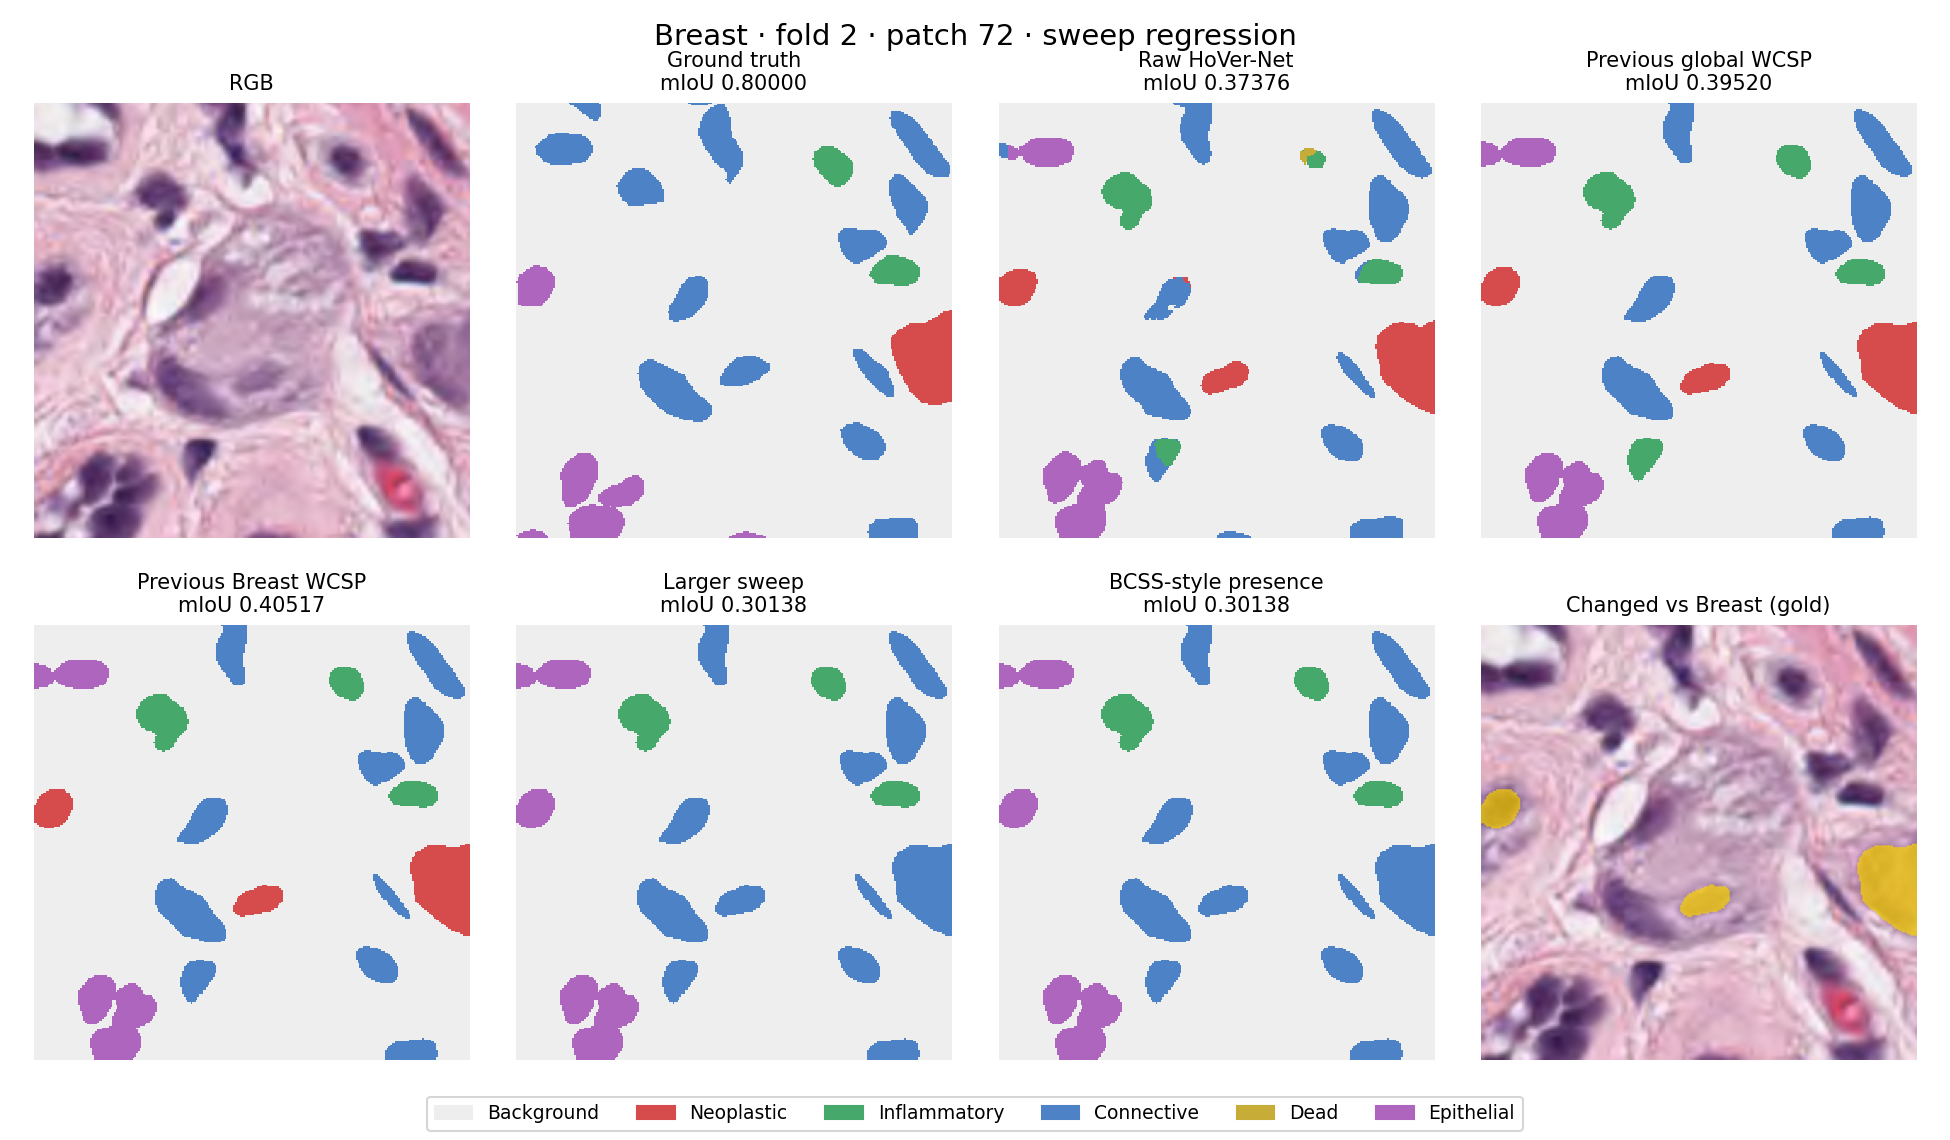 Breast · fold 2 · patch 72 · sweep regression
RGB
Ground truth
mIoU 0.80000
Raw HoVer-Net
mIoU 0.37376
Previous global WCSP
mIoU 0.39520
Previous Breast WCSP
mIoU 0.40517
Larger sweep
mIoU 0.30138
BCSS-style presence
mIoU 0.30138
Changed vs Breast (gold)
Background
Neoplastic
Inflammatory
Connective
Dead
Epithelial